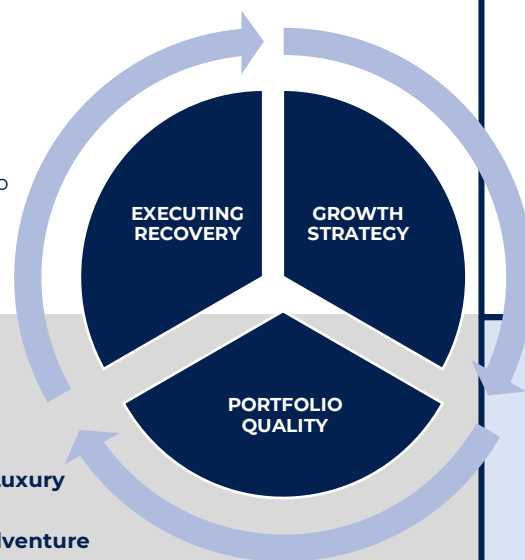 EXECUTING
RECOVERY
GROWTH
STRATEGY
PORTFOLIO
QUALITY